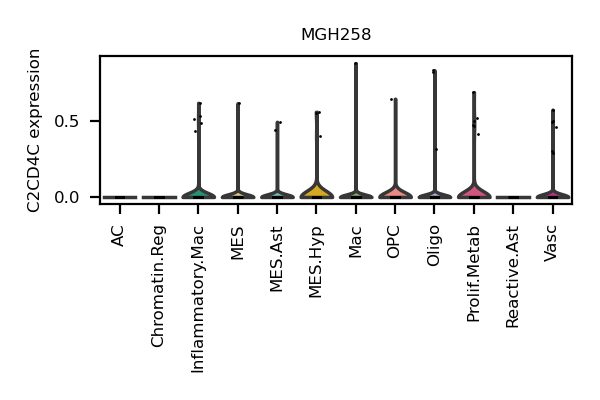 MGH258
C2CD4C expression
0.5
0.0
AC
Chromatin.Reg
Inflammatory.Mac
MES
MES.Ast
MES.Hyp
Mac
OPC
Oligo
Prolif.Metab
Reactive.Ast
Vasc